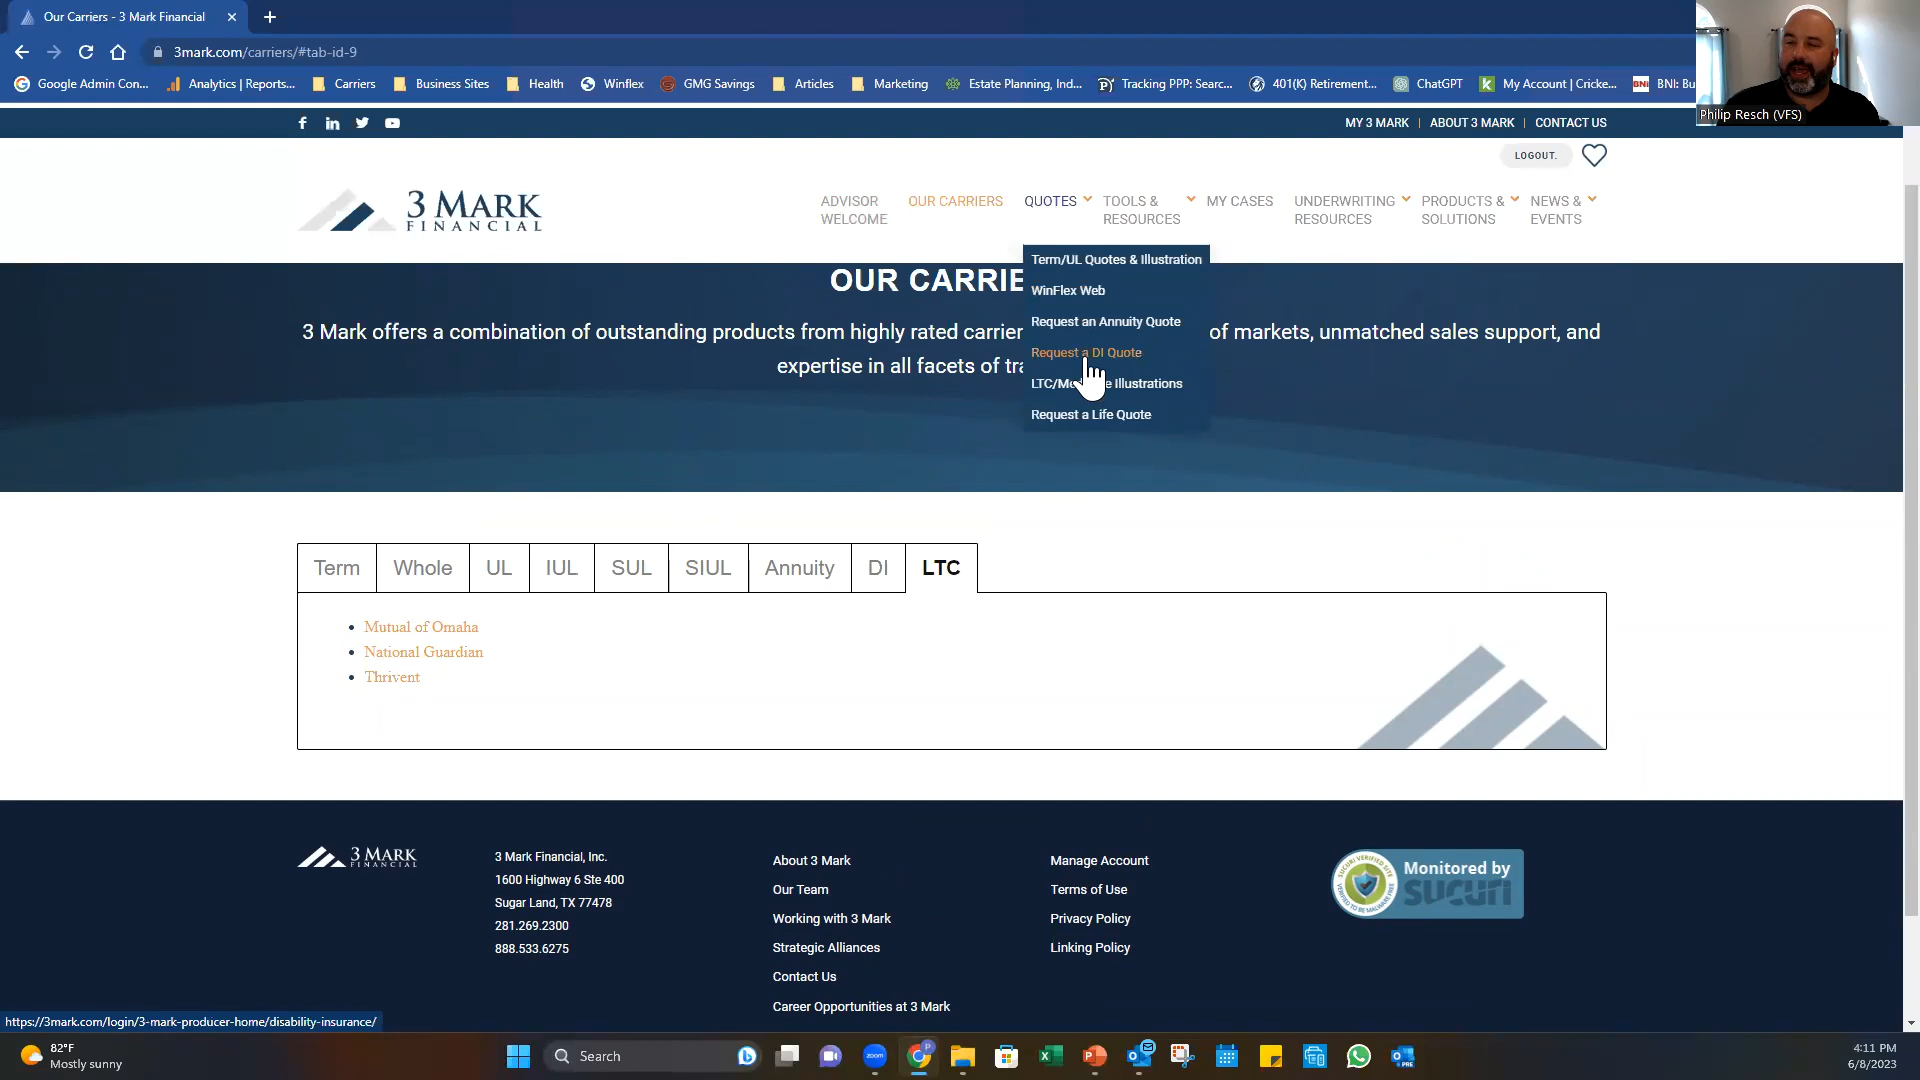 Our Carriers - 3 Mark Financial
3mark.com/carriers/#tab-id-9
Google Admin Con...
Analytics | Reports...
Carriers
Business Sites
Health
Winflex
GMG Savings
Articles
Marketing
Estate Planning, Ind...
Tracking PPP: Searc...
401(K) Retirement...
ChatGPT
My Account | Cricke...
BNI: Bu
Philip Resch (VFS)
MY 3 MARK | ABOUT 3 MARK | CONTACT US
LOGOUT.
3 MARK
FINANCIAL
ADVISOR
WELCOME
OUR CARRIERS
QUOTES
TOOLS &
RESOURCES
MY CASES
UNDERWRITING
RESOURCES
PRODUCTS &
SOLUTIONS
NEWS &
EVENTS
Term/UL Quotes & Illustration
WinFlex Web
Request an Annuity Quote
Request a DI Quote
LTC/Mo e Illustrations
Request a Life Quote
OUR CARRIE
3 Mark offers a combination of outstanding products from highly rated carrier of markets, unmatched sales support, and
expertise in all facets of tra
Term
Whole
UL
IUL
SUL
SIUL
Annuity
DI
LTC
Mutual of Omaha
National Guardian
Thrivent
3 MARK
FINANCIAL
3 Mark Financial, Inc.
1600 Highway 6 Ste 400
Sugar Land, TX 77478
281.269.2300
888.533.6275
About 3 Mark
Our Team
Working with 3 Mark
Strategic Alliances
Contact Us
Career Opportunities at 3 Mark
Manage Account
Terms of Use
Privacy Policy
Linking Policy
Monitored by
SUCURI
https://3mark.com/login/3-mark-producer-home/disability-insurance/
82°F
Mostly sunny
Search
zoom
4:11 PM
6/8/2023